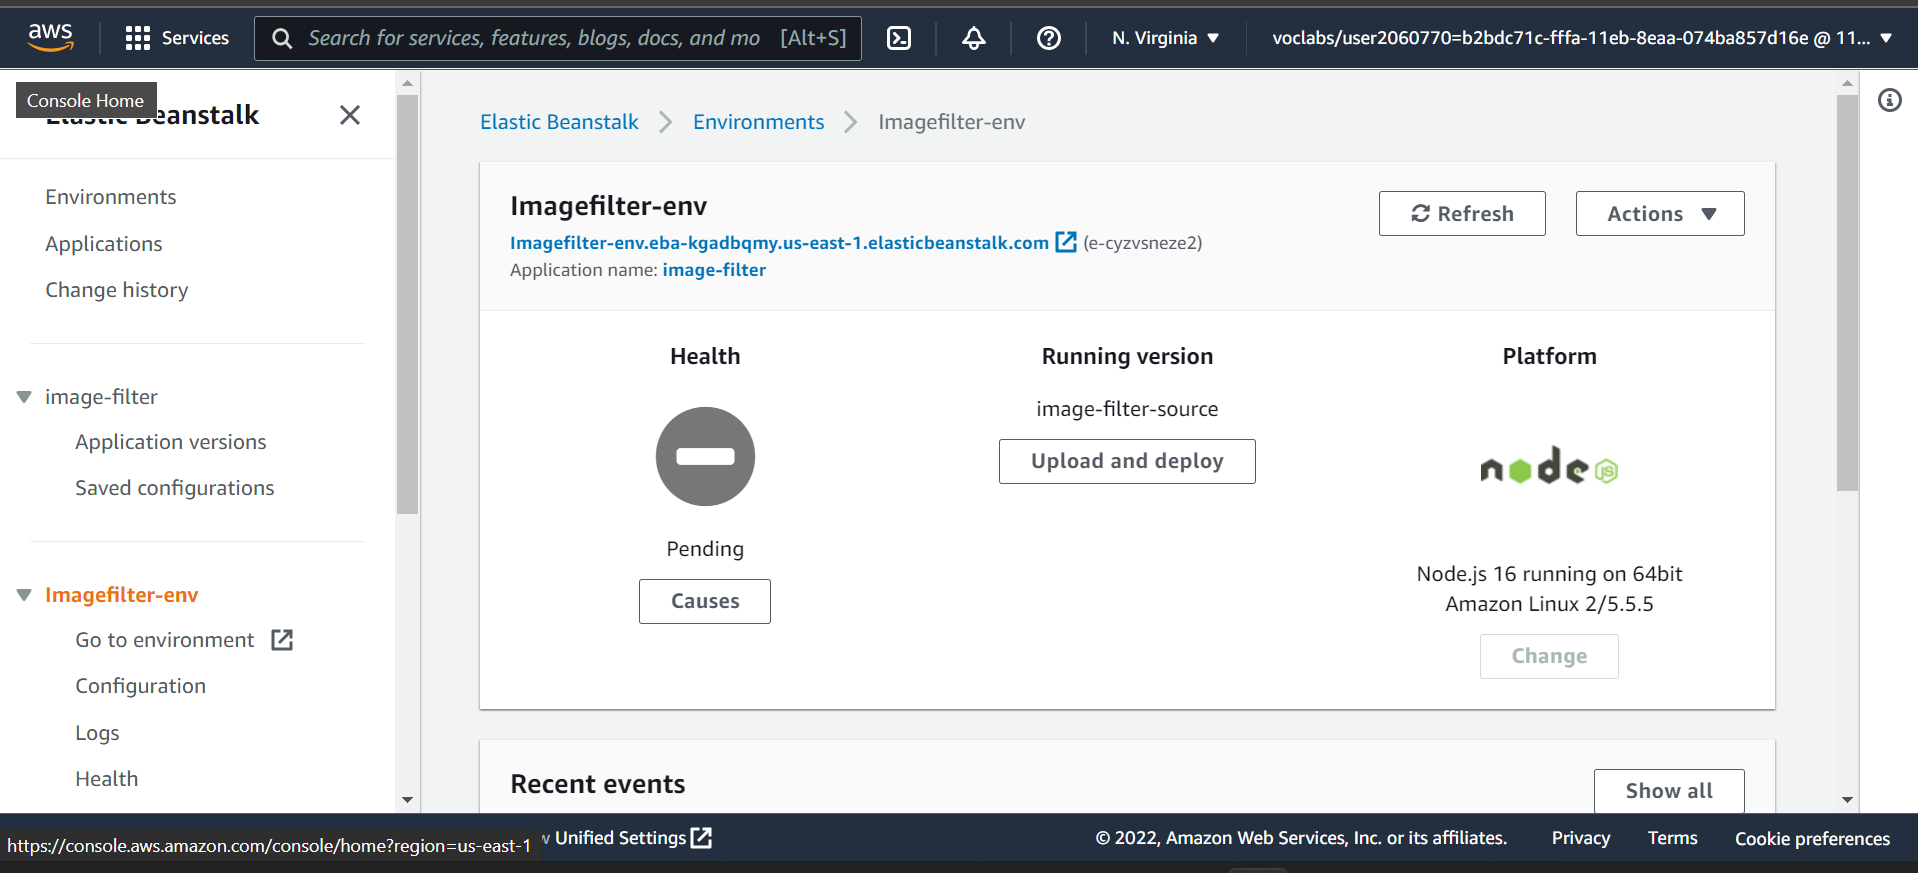 aws
Services
Search for services, features, blogs, docs, and mo [Alt+S]
N. Virginia
voclabs/user2060770=b2bdc71c-fffa-11eb-8eaa-074ba857d16e @ 11...
Console Home
Elastic Beanstalk
Environments
Applications
Change history
image-filter
Application versions
Saved configurations
Imagefilter-env
Go to environment
Configuration
Logs
Health
Elastic Beanstalk
Environments
Imagefilter-env
Imagefilter-env
Imagefilter-env.eba-kgadbqmy.us-east-1.elasticbeanstalk.com (e-cyzvsneze2)
Application name: image-filter
Refresh
Actions
Health
Pending
Causes
Running version
image-filter-source
Upload and deploy
Platform
node JS
Node.js 16 running on 64bit
Amazon Linux 2/5.5.5
Change
Recent events
Show all
https://console.aws.amazon.com/console/home?region=us-east-1
Unified Settings
© 2022, Amazon Web Services, Inc. or its affiliates.
Privacy
Terms
Cookie preferences